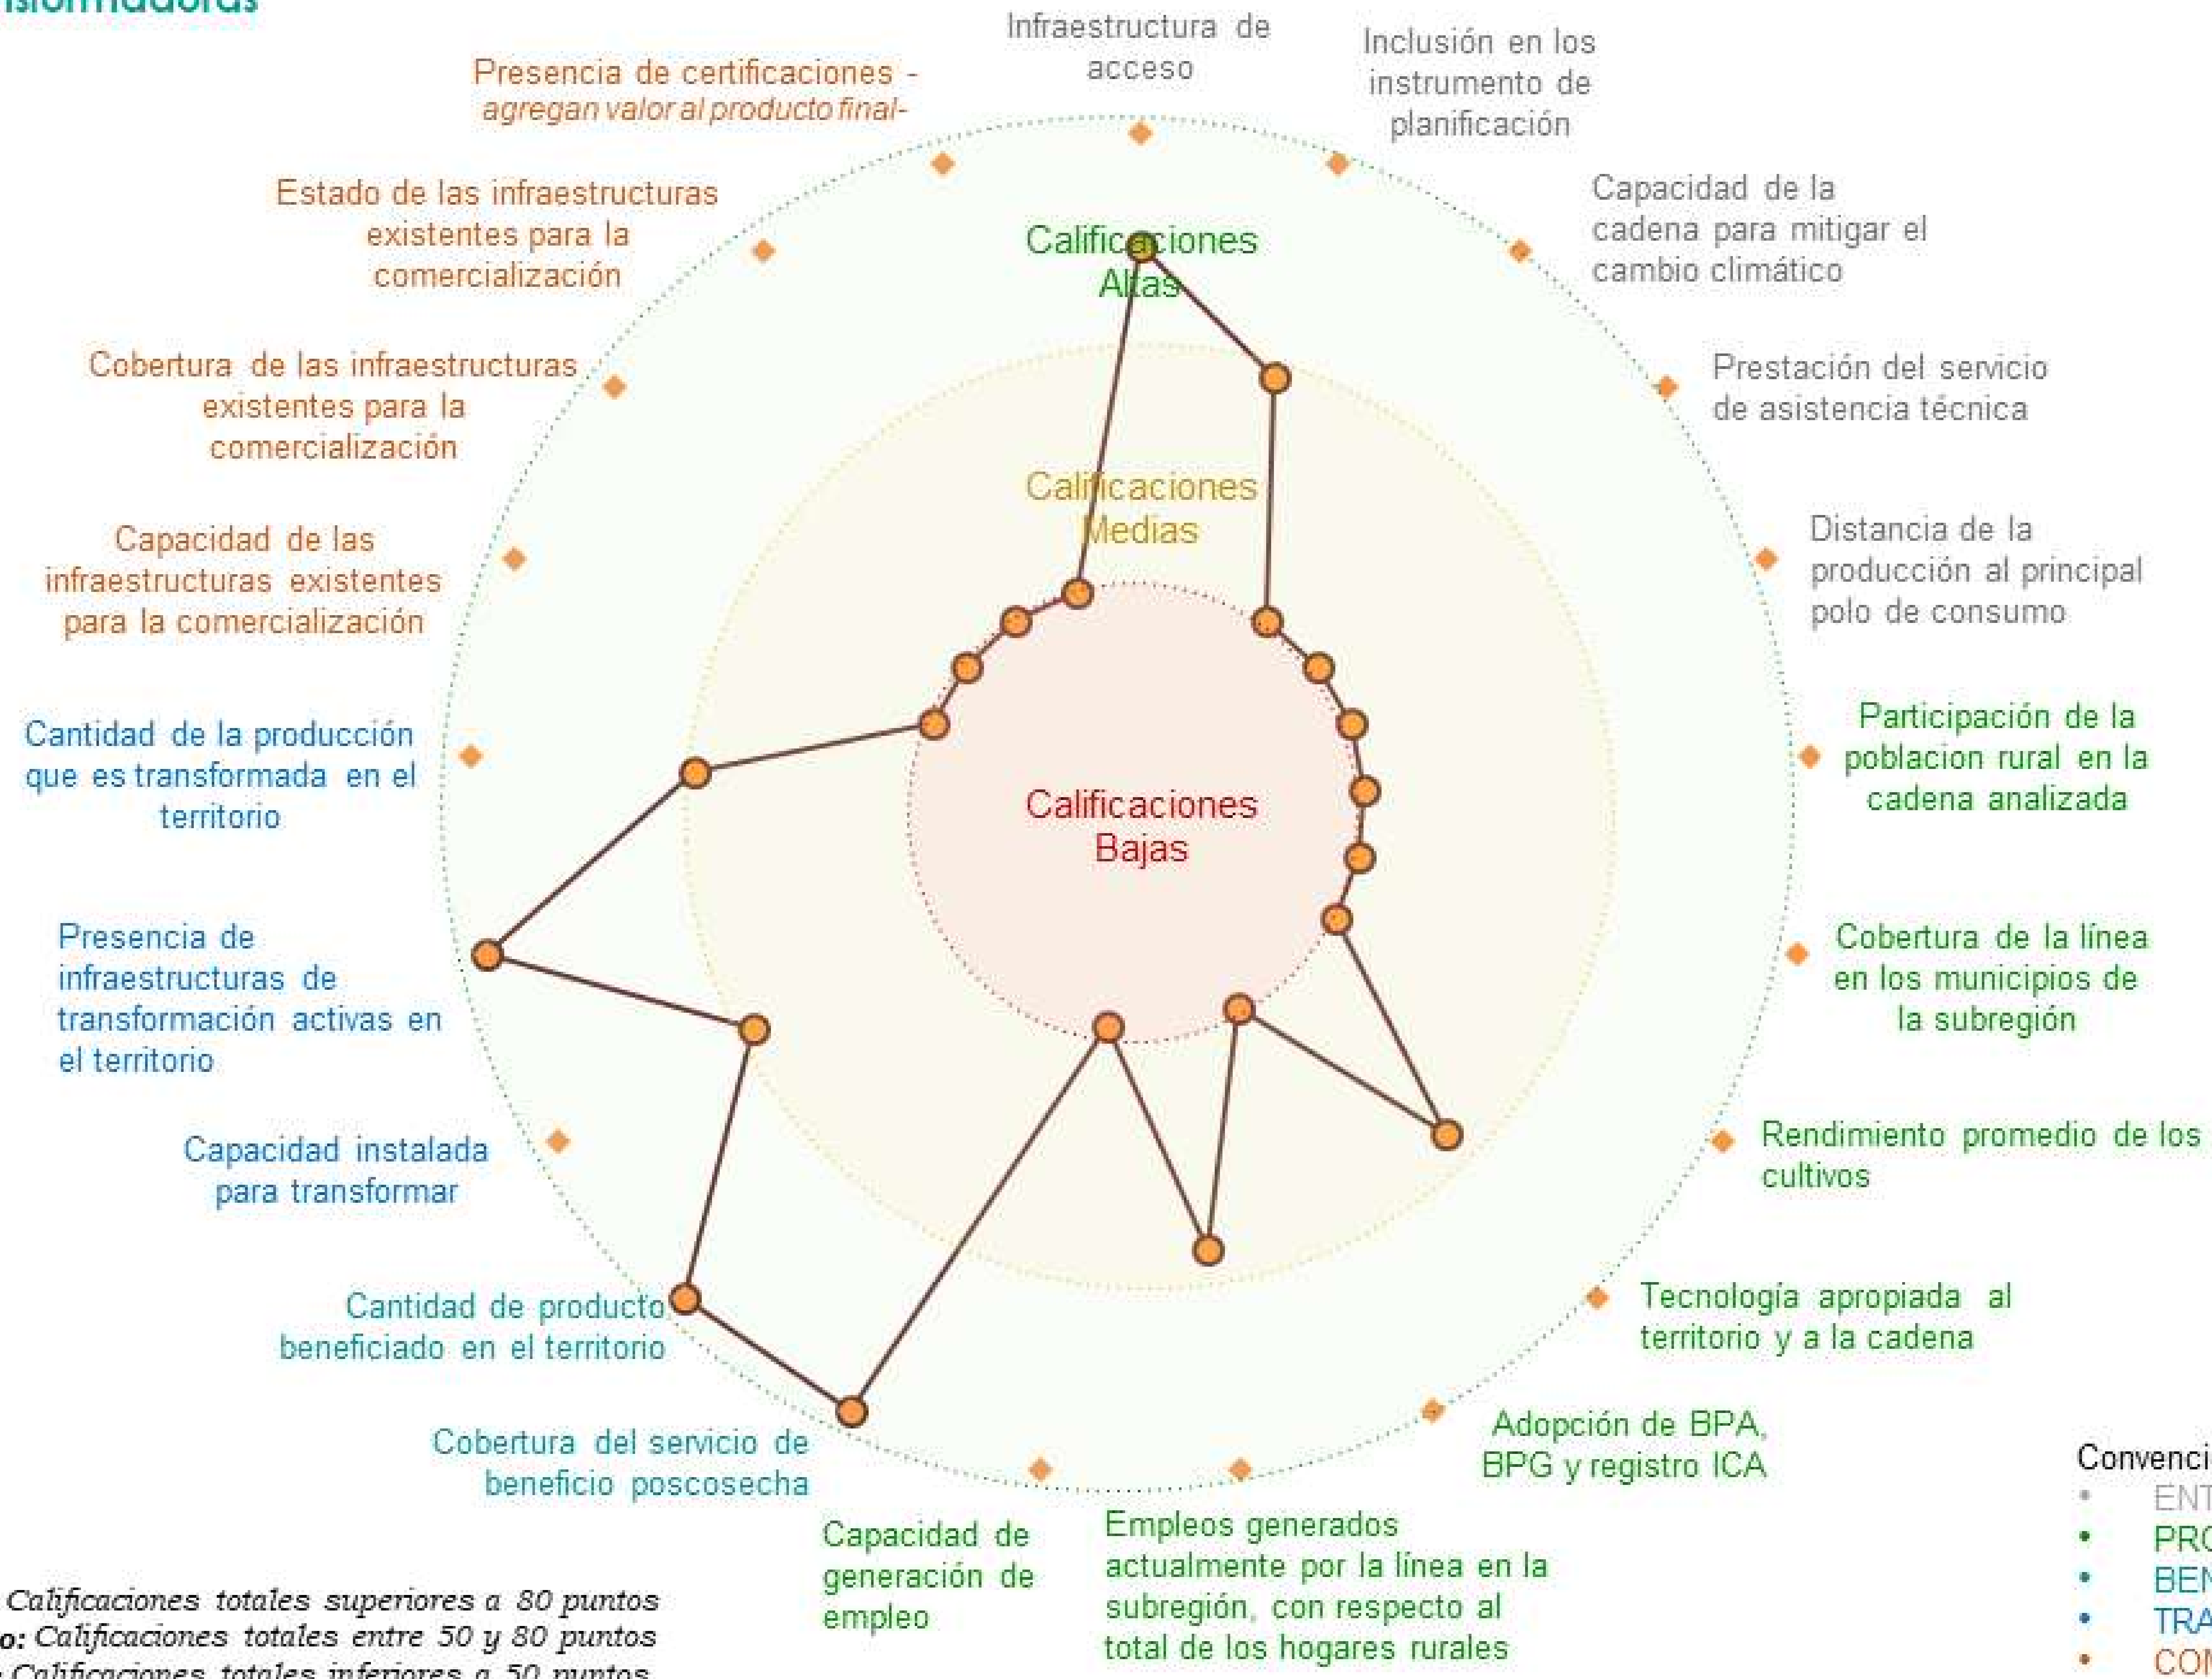 Infraestructura de
acceso
Inclusión en los
instrumento de
planificación
Presencia de certificaciones -
agregan valor al producto final-
Capacidad de la
cadena para mitigar el
cambio climático
Estado de las infraestructuras
existentes para la
comercialización
Calificaciones
Altas
Cobertura de las infraestructuras
existentes para la
comercialización
Prestación del servicio
de asistencia técnica
Calificaciones
Medias
Capacidad de las
infraestructuras existentes
para la comercialización
Distancia de la
producción al principal
polo de consumo
Cantidad de la producción
que es transformada en el
territorio
Participación de la
poblacion rural en la
cadena analizada
Calificaciones
Bajas
Presencia de
infraestructuras de
transformación activas en
el territorio
Cobertura de la línea
en los municipios de
la subregión
Capacidad instalada
para transformar
Rendimiento promedio de los
cultivos
Cantidad de producto
beneficiado en el territorio
Tecnología apropiada al
territorio y a la cadena
Cobertura del servicio de
beneficio poscosecha
Adopción de BPA,
BPG y registro ICA
Capacidad de
generación de
empleo
Empleos generados
actualmente por la línea en la
subregión, con respecto al
total de los hogares rurales
Calificaciones totales superiores a 80 puntos
Calificaciones totales entre 50 y 80 puntos
Calificaciones totales inferiores a 50 puntos